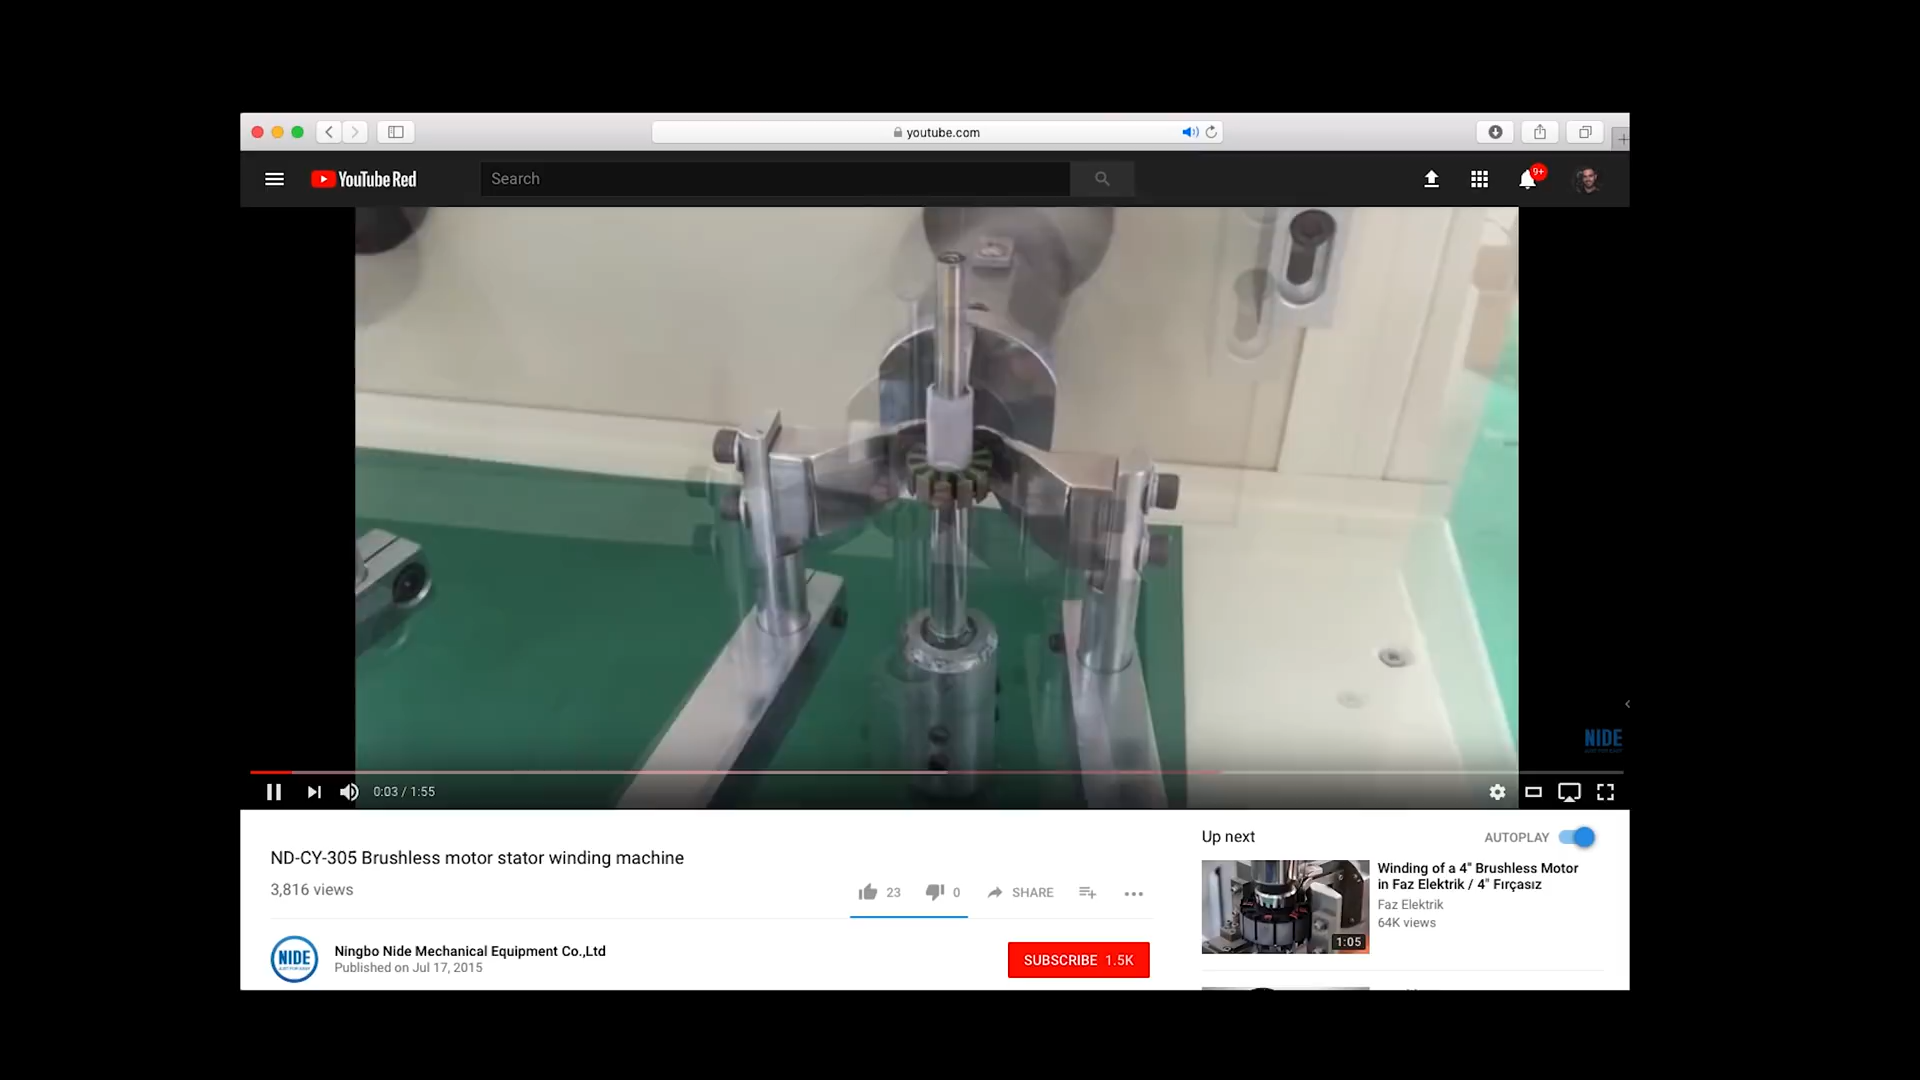 youtube.com
YouTube Red
Search
9+
NIDE
0:03 / 1:55
ND-CY-305 Brushless motor stator winding machine
3,816 views
23
0
SHARE
NIDE
Ningbo Nide Mechanical Equipment Co.,Ltd
Published on Jul 17, 2015
SUBSCRIBE 1.5K
Up next
AUTOPLAY
1:05
Winding of a 4" Brushless Motor
in Faz Elektrik / 4" Fırçasız
Faz Elektrik
64K views